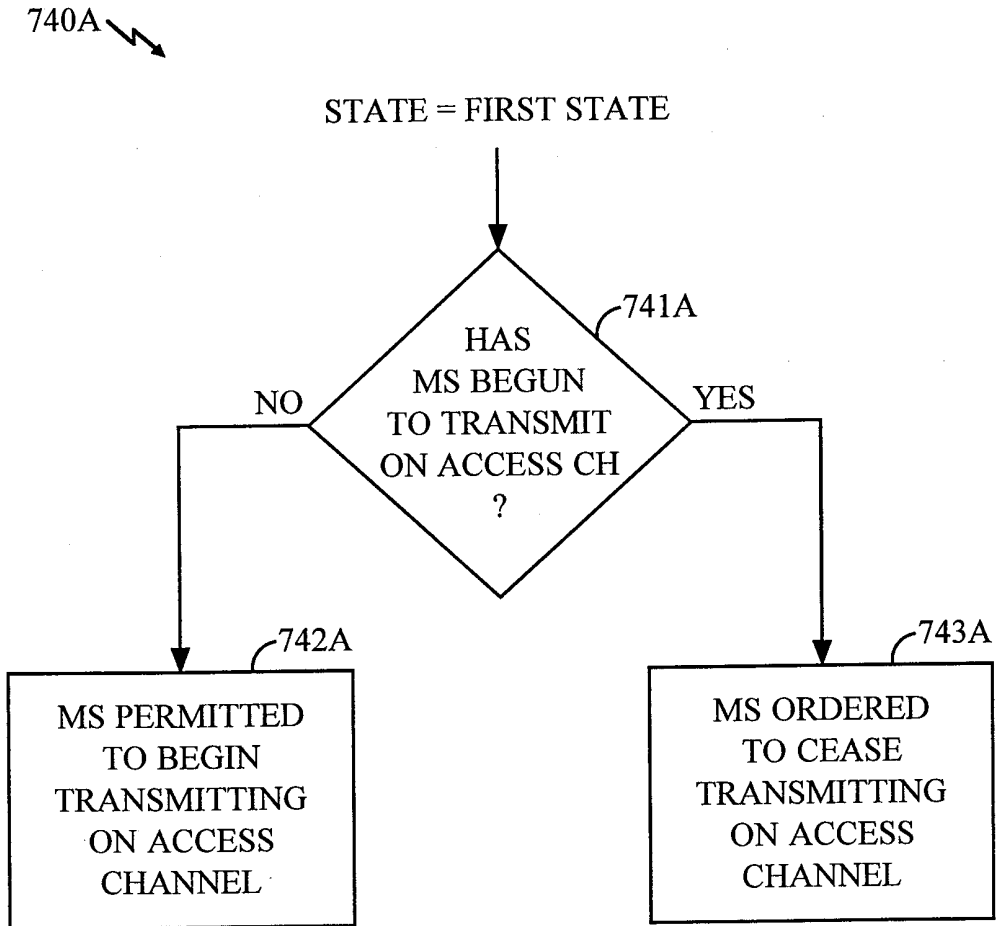 740A
STATE = FIRST STATE
741A
HAS
MS BEGUN
TO TRANSMIT
ON ACCESS CH
?
NO
YES
742A
MS PERMITTED
TO BEGIN
TRANSMITTING
ON ACCESS
CHANNEL
743A
MS ORDERED
TO CEASE
TRANSMITTING
ON ACCESS
CHANNEL